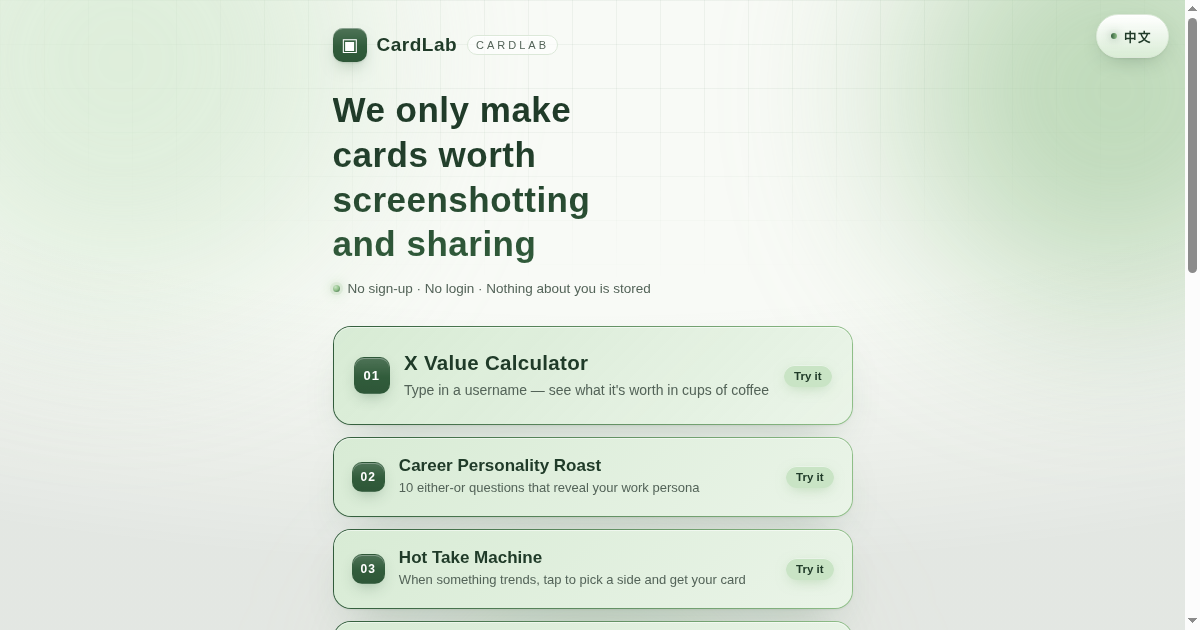 CardLab CARDLAB
中文
We only make
cards worth
screenshotting
and sharing
No sign-up · No login · Nothing about you is stored
01
X Value Calculator
Type in a username — see what it's worth in cups of coffee
Try it
02
Career Personality Roast
10 either-or questions that reveal your work persona
Try it
03
Hot Take Machine
When something trends, tap to pick a side and get your card
Try it